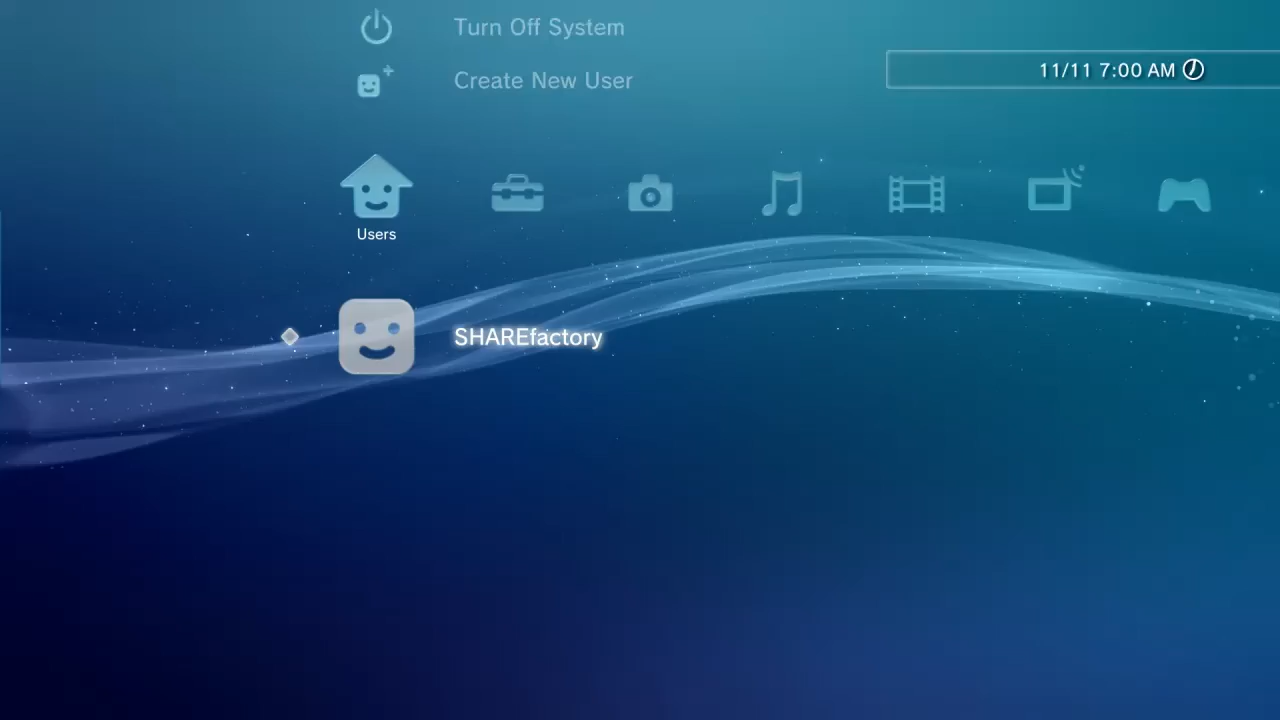 Turn Off System
11/11 7:00 AM
Create New User
Users
SHAREfactory